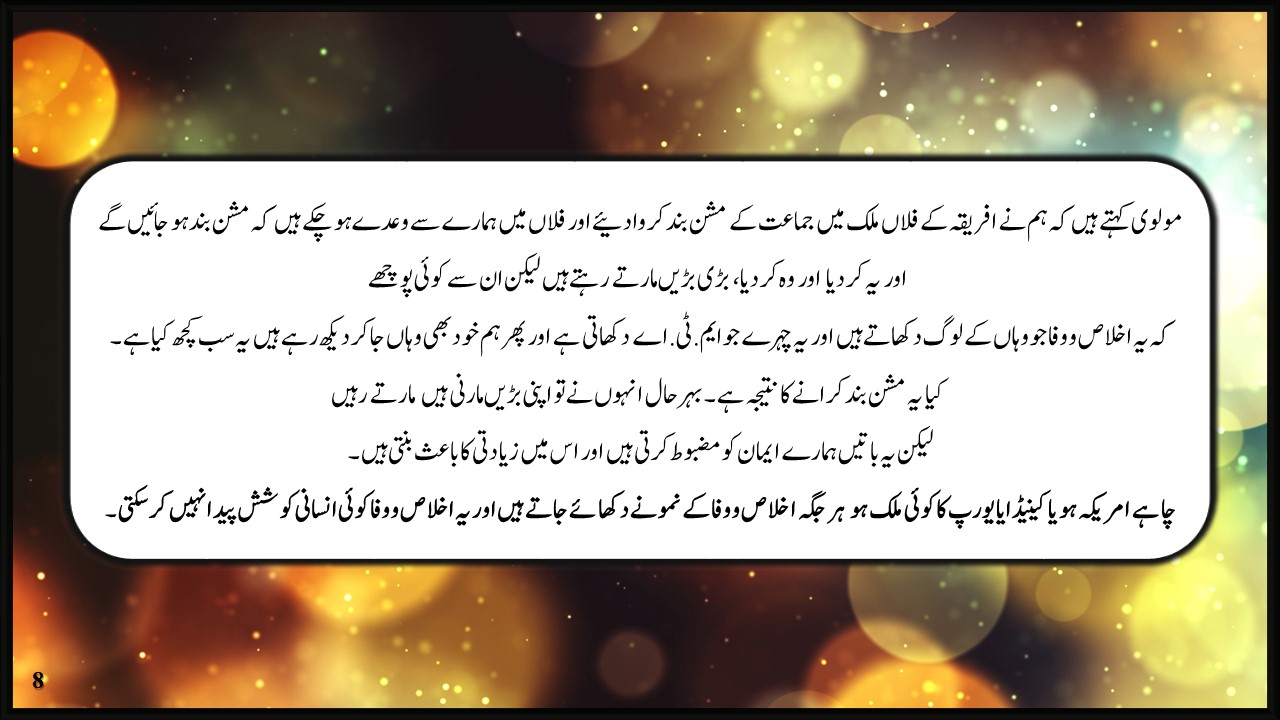 مولوی کہتے ہیں کہ ہم نے افریقہ کے فلاں ملک میں جماعت کے مشن بند کروا دیئے اور فلاں میں ہمارے سے وعدے ہو چکے ہیں کہ مشن بند ہو جائیں گے
اور یہ کر دیا اور وہ کر دیا، بڑی بڑیں مارتے رہتے ہیں لیکن ان سے کوئی پوچھے
کہ یہ اخلاص و وفا جو وہاں کے لوگ دکھاتے ہیں اور یہ چہرے جو ایم.ٹی.اے دکھاتی ہے اور پھر ہم خود بھی وہاں جا کر دیکھ رہے ہیں یہ سب کچھ کیا ہے۔
کیا یہ مشن بند کرانے کا نتیجہ ہے۔ بہر حال انہوں نے تو اپنی بڑیں مارنی ہیں مارتے رہیں
لیکن یہ باتیں ہمارے ایمان کو مضبوط کرتی ہیں اور اس میں زیادتی کا باعث بنتی ہیں۔
چاہے امریکہ ہو یا کینیڈا یا یورپ کا کوئی ملک ہو ہر جگہ اخلاص و وفا کے نمونے دکھائے جاتے ہیں اور یہ اخلاص و وفا کوئی انسانی کوشش پیدا نہیں کر سکتی۔
8